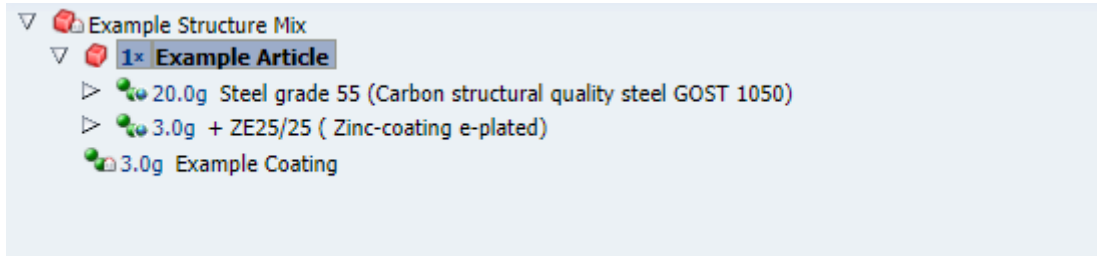 Example Structure Mix
1× Example Article
20.0g Steel grade 55 (Carbon structural quality steel GOST 1050)
3.0g + ZE25/25 ( Zinc-coating e-plated)
3.0g Example Coating